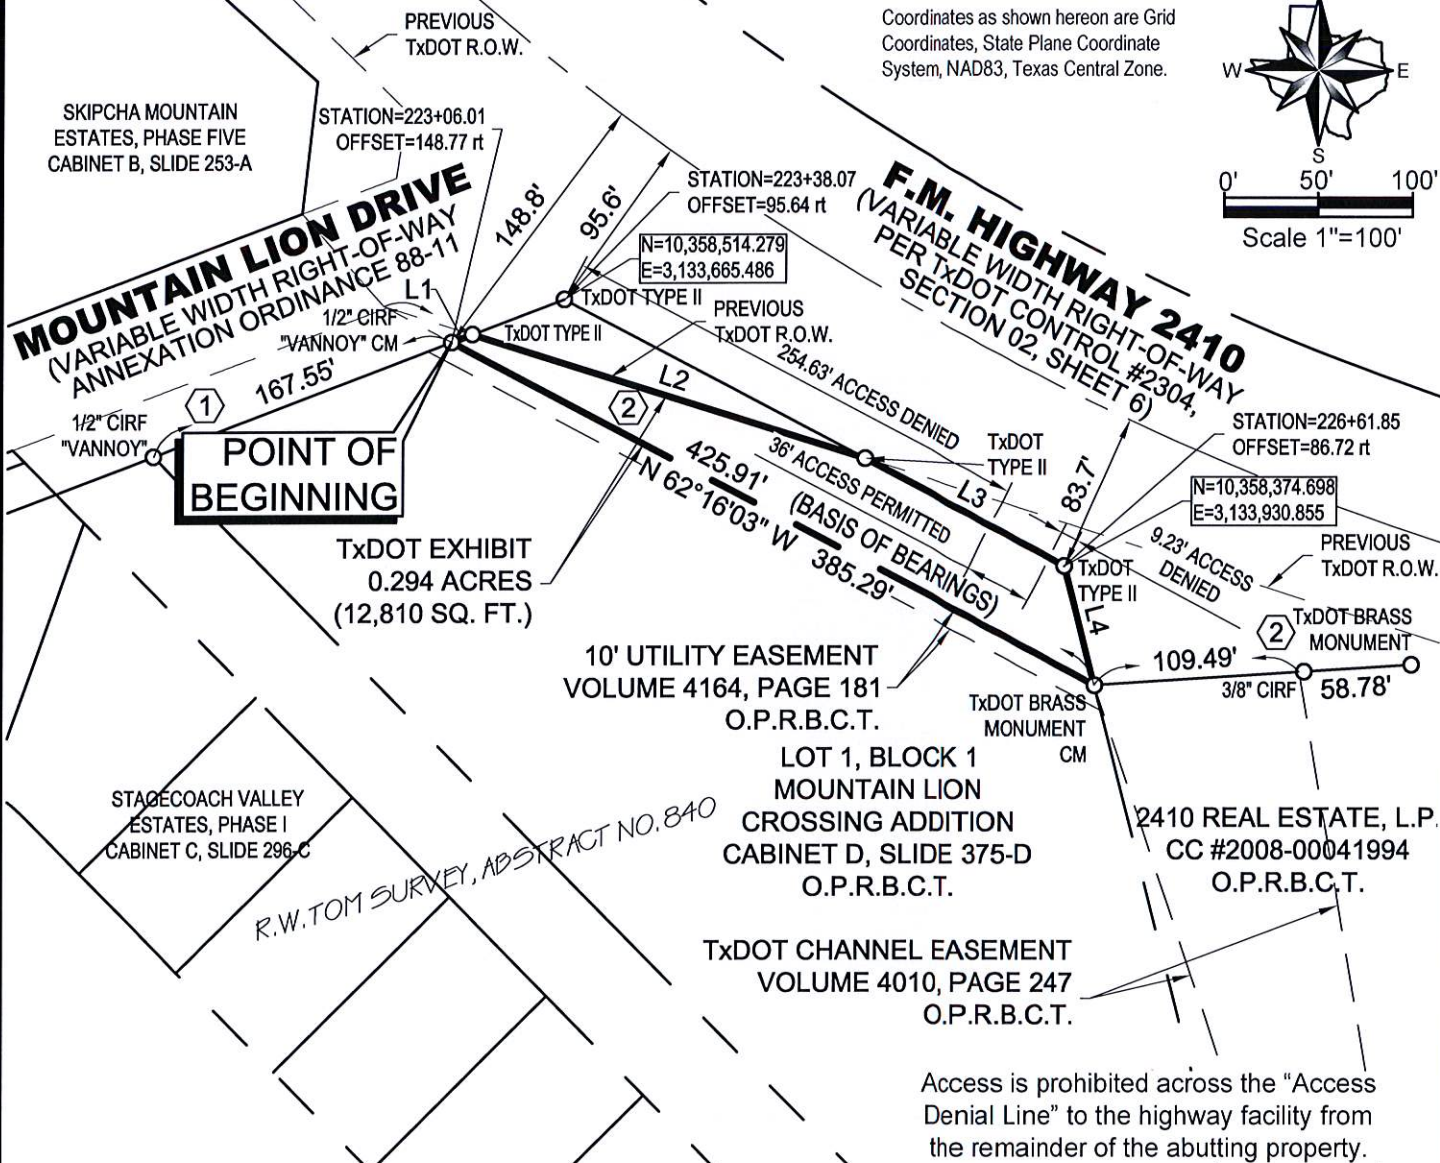 PREVIOUS
TxDOT R.O.W.
Coordinates as shown hereon are Grid
Coordinates, State Plane Coordinate
System, NAD83, Texas Central Zone.
W
E
S
0'
50'
100'
Scale 1"=100'
SKIPCHA MOUNTAIN
ESTATES, PHASE FIVE
CABINET B, SLIDE 253-A
STATION=223+06.01
OFFSET=148.77 rt
148.8'
95.6'
STATION=223+38.07
OFFSET=95.64 rt
N=10,358,514.279
E=3,133,665.486
F.M. HIGHWAY 2410
(VARIABLE WIDTH RIGHT-OF-WAY
PER TxDOT CONTROL #2304,
SECTION 02, SHEET 6)
MOUNTAIN LION DRIVE
(VARIABLE WIDTH RIGHT-OF-WAY
ANNEXATION ORDINANCE 88-11
L1
1/2" CIRF
"VANNOY" CM
TxDOT TYPE II
TxDOT TYPE II
PREVIOUS
TxDOT R.O.W.
167.55'
1
1/2" CIRF
"VANNOY"
POINT OF
BEGINNING
L2
2
254.63' ACCESS DENIED
36' ACCESS PERMITTED
TxDOT
TYPE II
L3
83.7'
STATION=226+61.85
OFFSET=86.72 rt
N=10,358,374.698
E=3,133,930.855
425.91'
N 62°16'03" W
(BASIS OF BEARINGS)
385.29'
TxDOT EXHIBIT
0.294 ACRES
(12,810 SQ. FT.)
9.23' ACCESS
DENIED
PREVIOUS
TxDOT R.O.W.
TxDOT
TYPE II
L4
2
TxDOT BRASS
MONUMENT
109.49'
3/8" CIRF
58.78'
10' UTILITY EASEMENT
VOLUME 4164, PAGE 181
O.P.R.B.C.T.
TxDOT BRASS
MONUMENT
CM
LOT 1, BLOCK 1
MOUNTAIN LION
CROSSING ADDITION
CABINET D, SLIDE 375-D
O.P.R.B.C.T.
STAGECOACH VALLEY
ESTATES, PHASE I
CABINET C, SLIDE 296-C
R.W. TOM SURVEY, ABSTRACT NO. 840
2410 REAL ESTATE, L.P.
CC #2008-00041994
O.P.R.B.C.T.
TxDOT CHANNEL EASEMENT
VOLUME 4010, PAGE 247
O.P.R.B.C.T.
Access is prohibited across the “Access
Denial Line” to the highway facility from
the remainder of the abutting property.